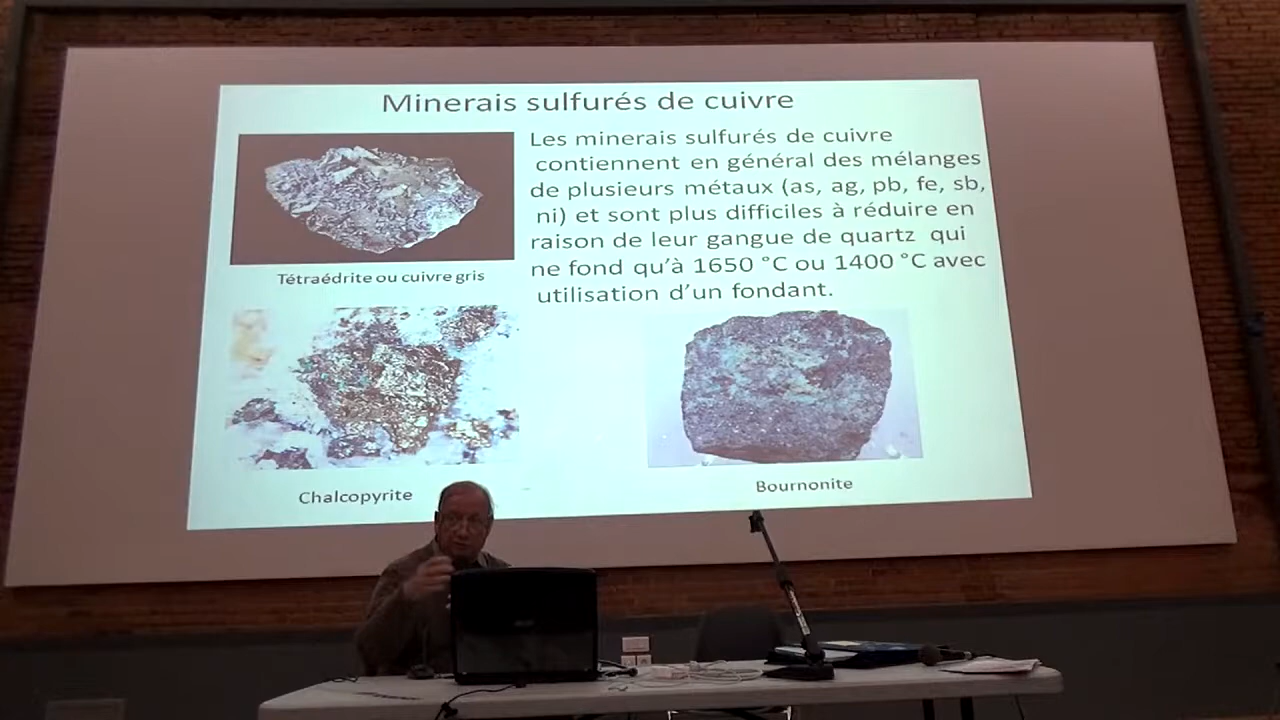 Minerais sulfurés de cuivre
Les minerais sulfurés de cuivre
contiennent en général des mélanges
de plusieurs métaux (as, ag, pb, fe, sb,
ni) et sont plus difficiles à réduire en
raison de leur gangue de quartz qui
ne fond qu'à 1650 °C ou 1400 °C avec
utilisation d'un fondant.
Tétraédrite ou cuivre gris
Chalcopyrite
Bournonite